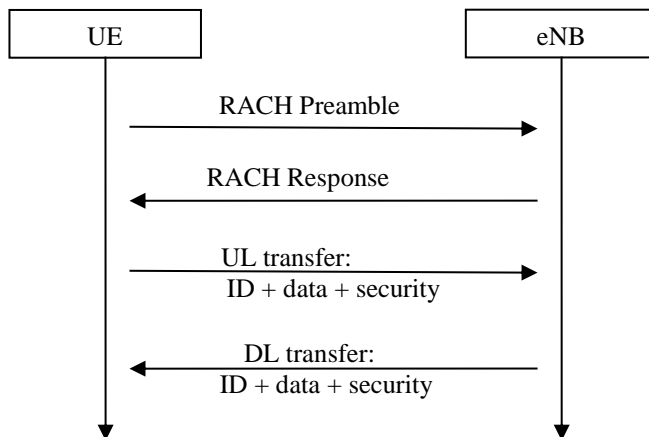 UE
eNB
RACH Preamble
RACH Response
UL transfer:
ID + data + security
DL transfer:
ID + data + security